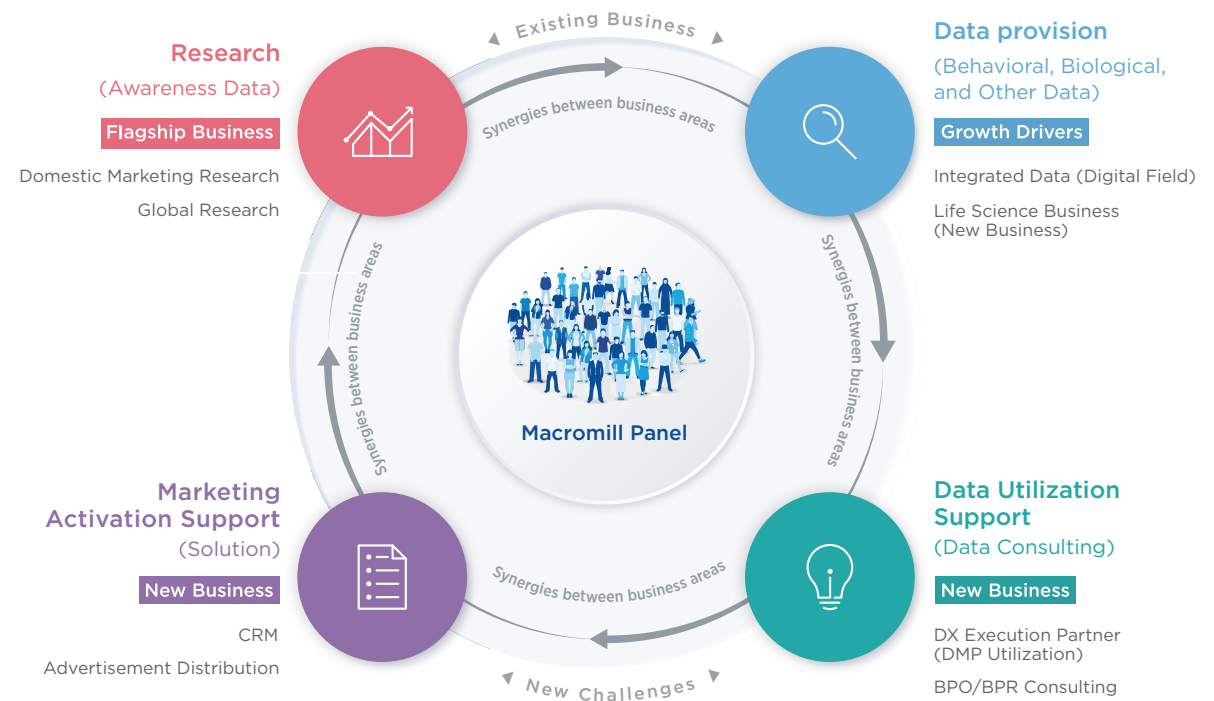 Existing Business
Research
(Awareness Data)
Flagship Business
Domestic Marketing Research
Global Research
Synergies between business areas
Data provision
(Behavioral, Biological,
and Other Data)
Growth Drivers
Integrated Data (Digital Field)
Life Science Business
(New Business)
Synergies between business areas
Synergies between business areas
Macromill Panel
Marketing
Activation Support
(Solution)
New Business
CRM
Advertisement Distribution
Synergies between business areas
Data Utilization
Support
(Data Consulting)
New Business
DX Execution Partner
(DMP Utilization)
BPO/BPR Consulting
New Challenges